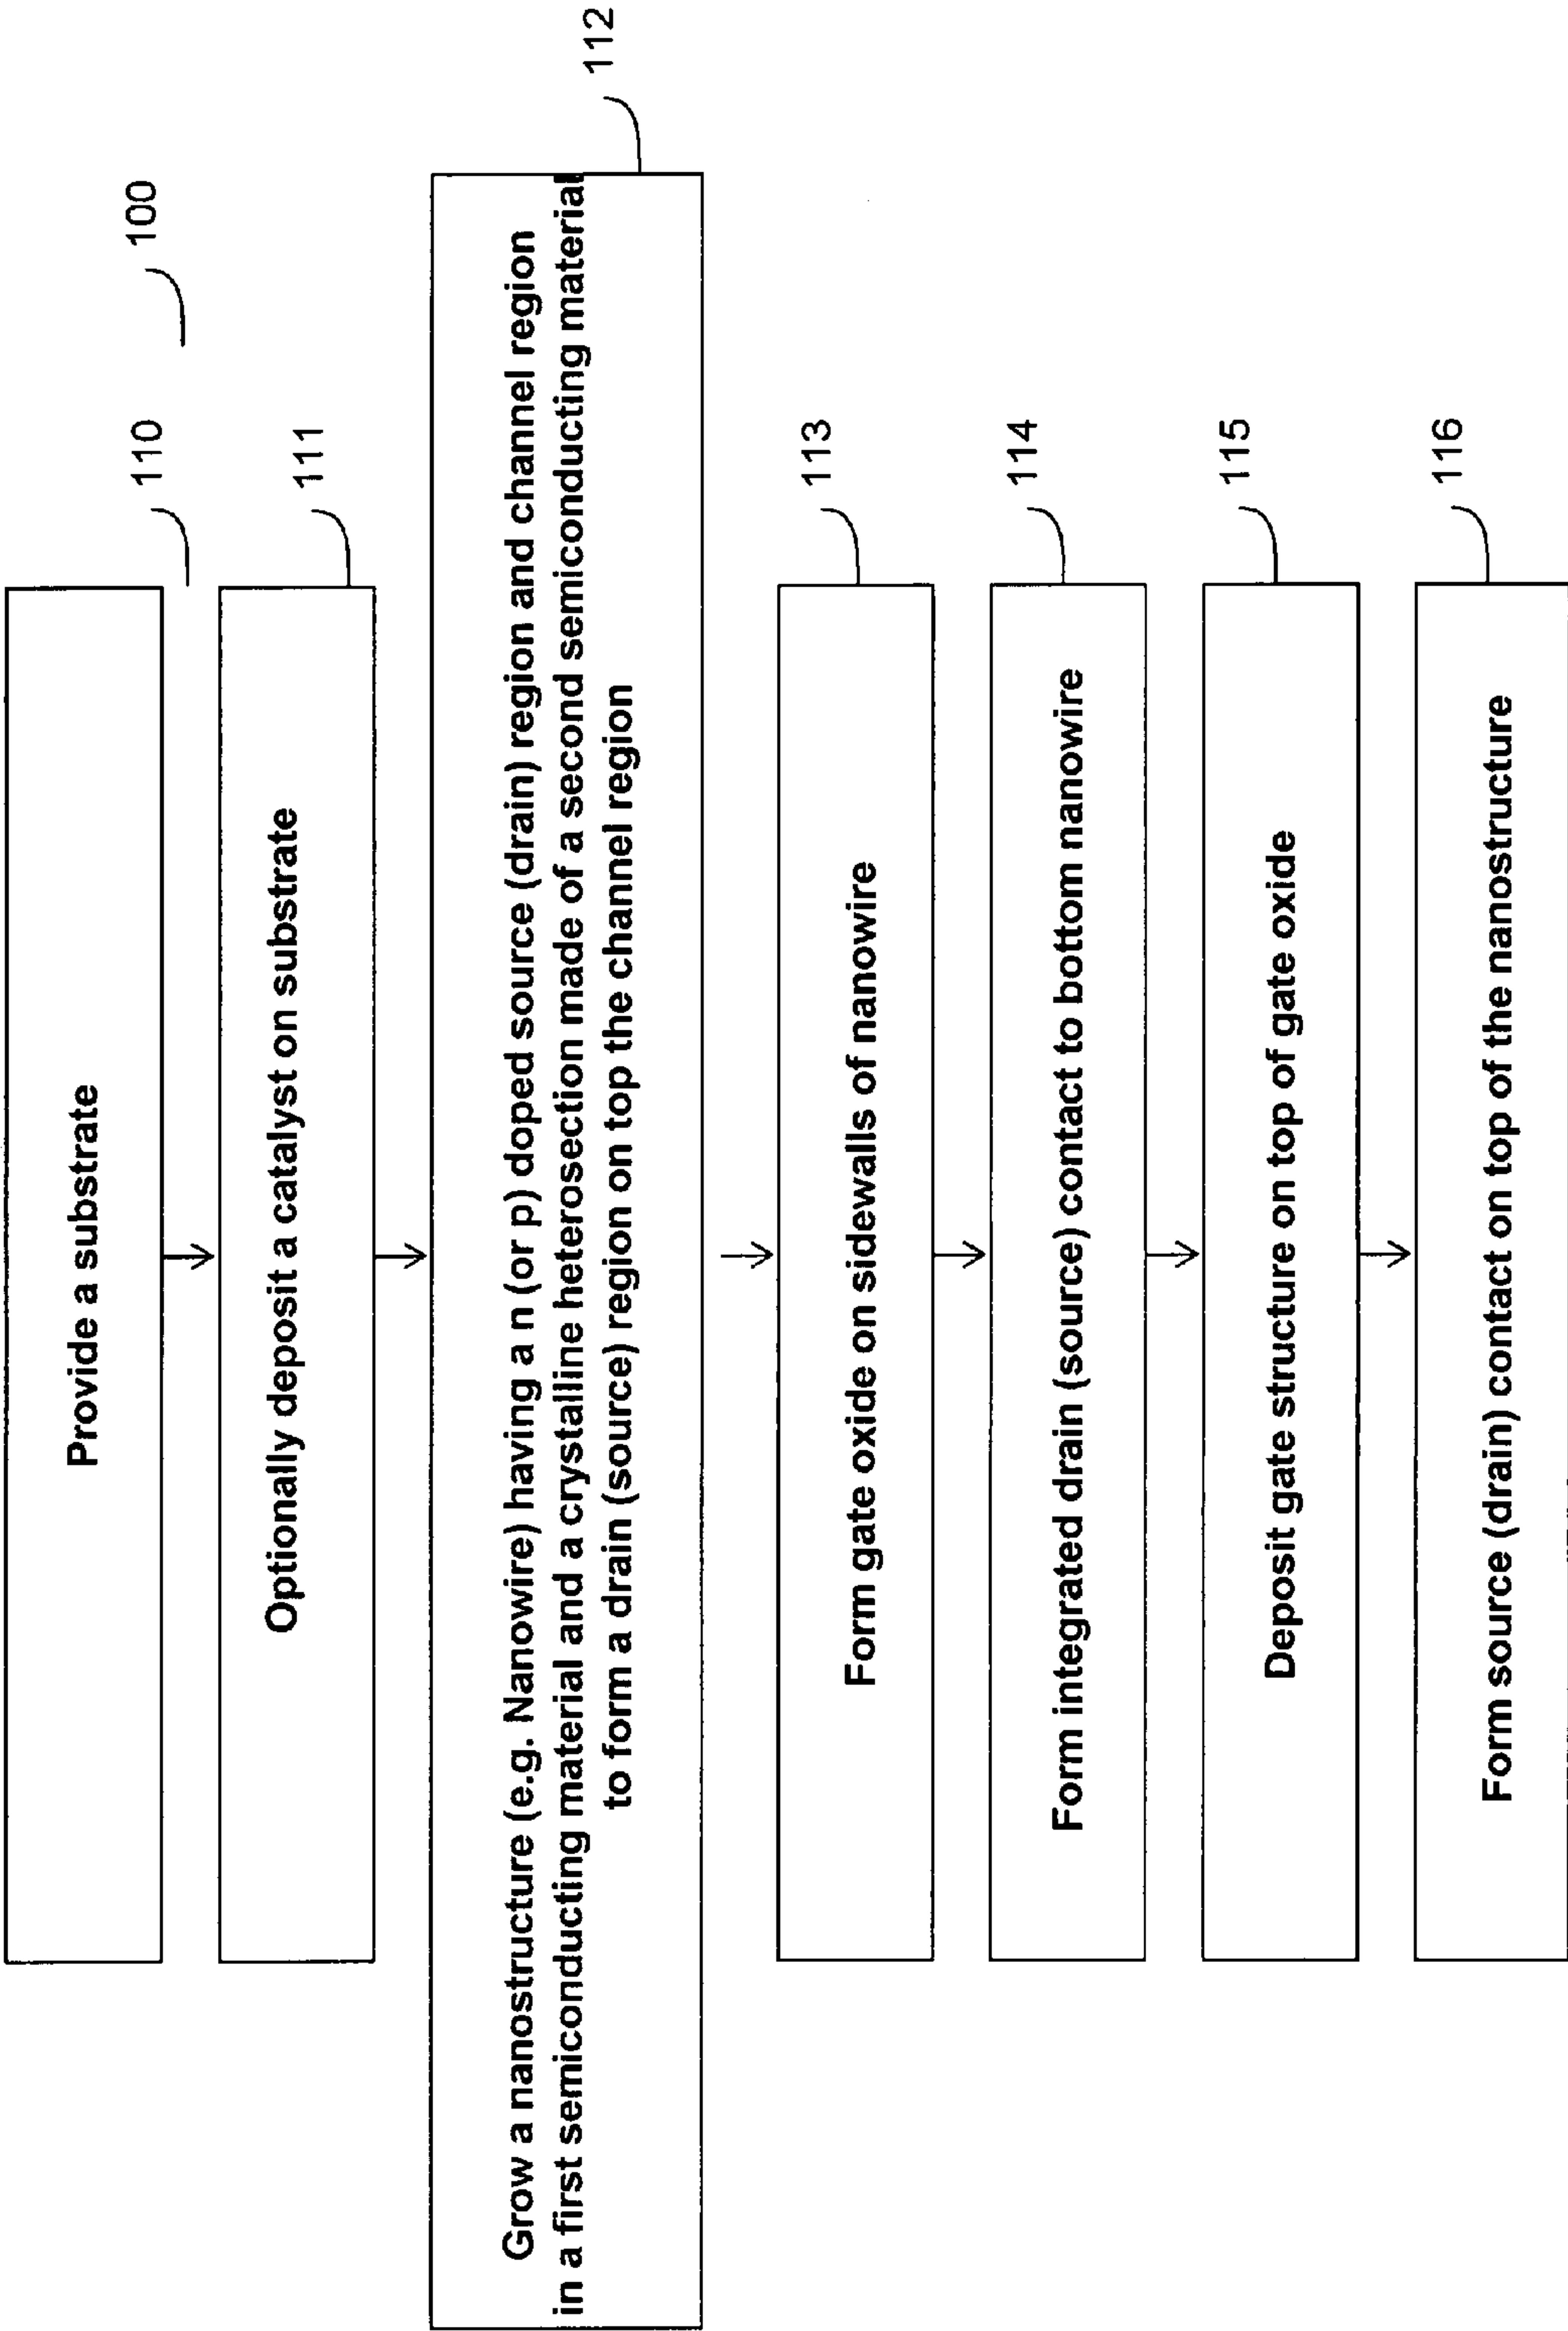 100
Provide a substrate
110
Optionally deposit a catalyst on substrate
111
Grow a nanostructure (e.g. Nanowire) having a n (or p) doped source (drain) region and channel region
in a first semiconducting material and a crystalline heterosection made of a second semiconducting material
to form a drain (source) region on top the channel region
112
Form gate oxide on sidewalls of nanowire
113
Form integrated drain (source) contact to bottom nanowire
114
Deposit gate structure on top of gate oxide
115
Form source (drain) contact on top of the nanostructure
116